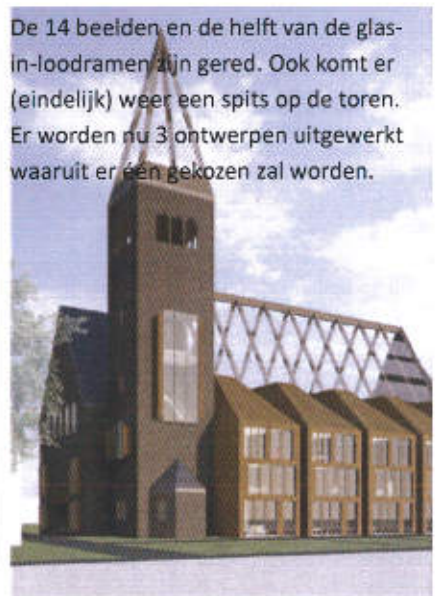 De 14 beelden en de helft van de glas-
in-loodramen zijn gered. Ook komt er
(eindelijk) weer een spits op de toren.
Er worden nu 3 ontwerpen uitgewerkt
waaruit er één gekozen zal worden.